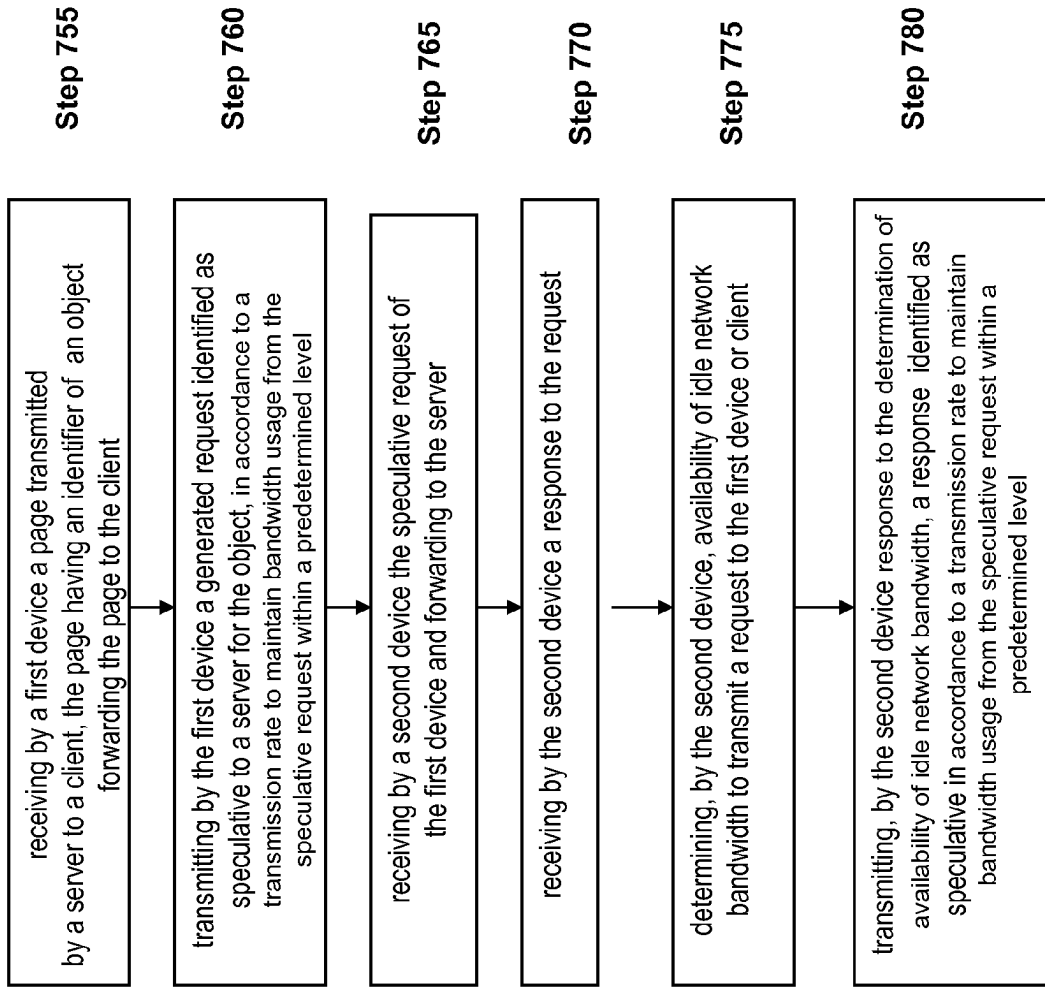 receiving by a first device a page transmitted
by a server to a client, the page having an identifier of an object
forwarding the page to the client
Step 755
transmitting by the first device a generated request identified as
speculative to a server for the object, in accordance to a
transmission rate to maintain bandwidth usage from the
speculative request within a predetermined level
Step 760
receiving by a second device the speculative request of
the first device and forwarding to the server
Step 765
receiving by the second device a response to the request
Step 770
determining, by the second device, availability of idle network
bandwidth to transmit a request to the first device or client
Step 775
transmitting, by the second device response to the determination of
availability of idle network bandwidth, a response identified as
speculative in accordance to a transmission rate to maintain
bandwidth usage from the speculative request within a
predetermined level
Step 780